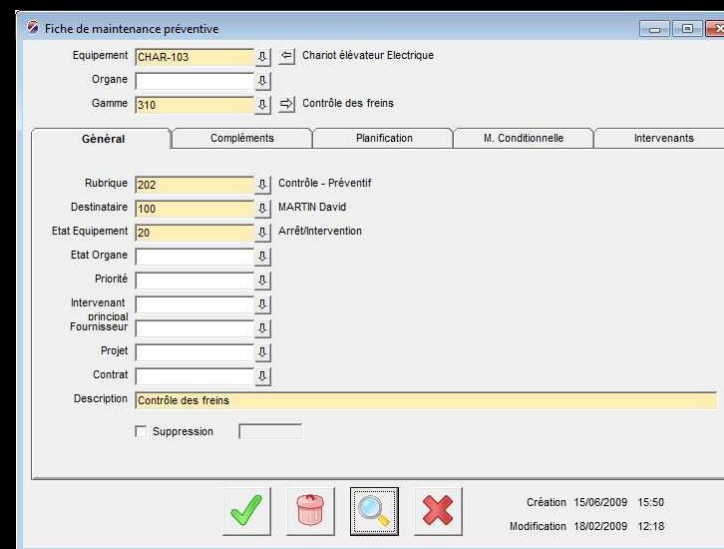 Fiche de maintenance préventive
Equipement CHAR-103 Chariot élévateur Electrique
Organe
Gamme 310 Contrôle des freins
Général Compléments Planification M. Conditionnelle Intervenants
Rubrique 202 Contrôle - Préventif
Destinataire 100 MARTIN David
Etat Equipement 20 Arrêt/Intervention
Etat Organe
Priorité
Intervenant
principal
Fournisseur
Projet
Contrat
Description Contrôle des freins
Suppression
Création 15/06/2009 15:50
Modification 18/02/2009 12:18